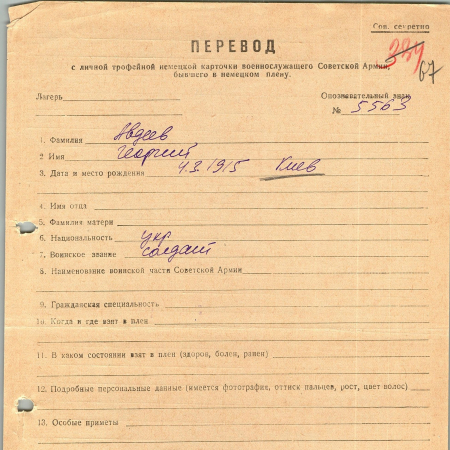 Сов. секретно
384
67
ПЕРЕВОД
с личной трофейной немецкой карточки военнослужащего Советской Армии,
бывшего в немецком плену.
Лагерь
Опознавательный знак
№ 5563
1. Фамилия Авдеев
2 Имя Георгий
3. Дата и место рождения 4.3.1915 Киев
4. Имя отца
5. Фамилия матери
6. Национальность укр
7. Воинское звание солдат
8. Наименование воинской части Советской Армии
9. Гражданская специальность
10. Когда и где взят в плен
11. В каком состоянии взат в плен (здоров, болен, ранен)
12. Подробные персональные данные (имеется фотография, оттиск пальцев, рост, цвет волос)
13. Особые приметы